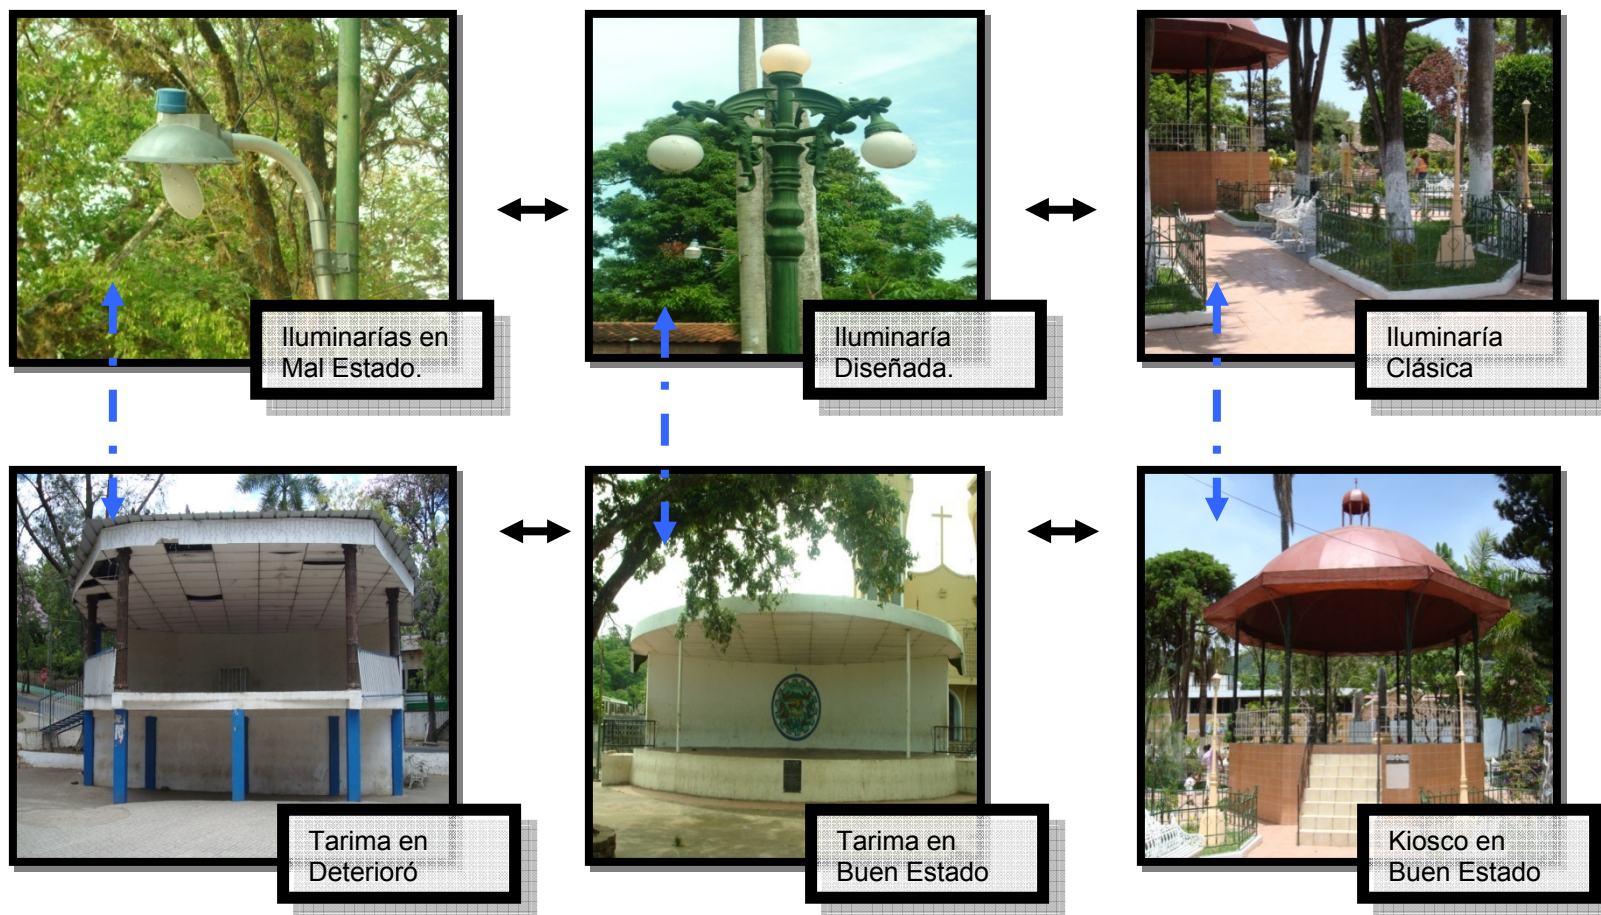 Iluminarías en
Mal Estado.
Iluminaría
Diseñada.
Iluminaría
Clásica
Tarima en
Deterioró
Tarima en
Buen Estado
Kiosco en
Buen Estado